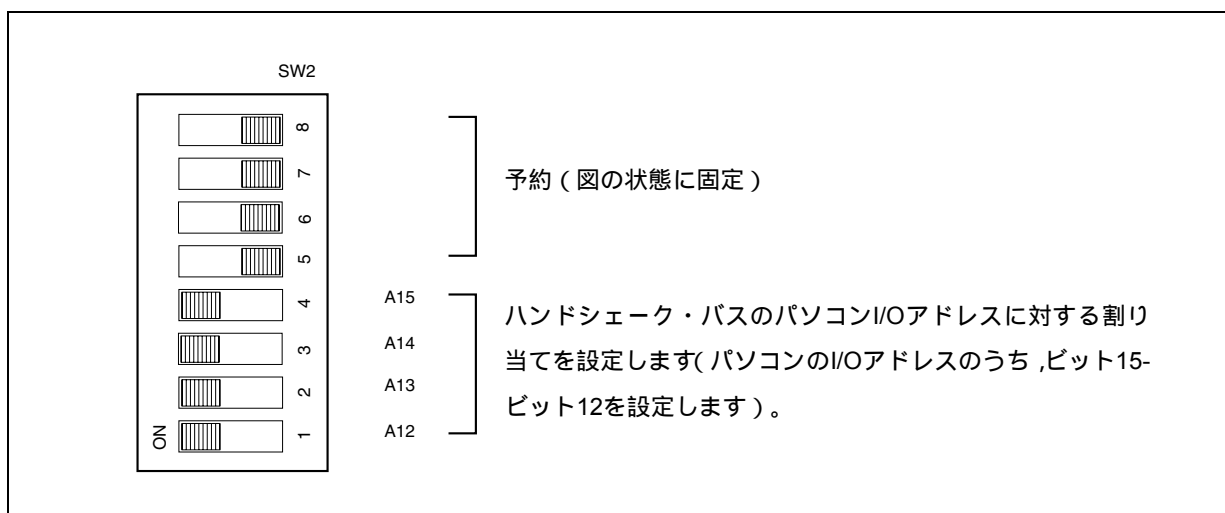 SW2
8
7
予約(図の状態に固定)
6
5
4 A15
ハンドシェーク・バスのパソコンI/Oアドレスに対する割り
3 A14
当てを設定します(パソコンのI/Oアドレスのうち,ビット15-
2 A13
ビット12を設定します)。
ON 1 A12